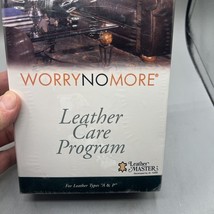 WORRYNOMORE®
Leather
Care
Program
Leather
MASTER
For Leather Types "A & P"